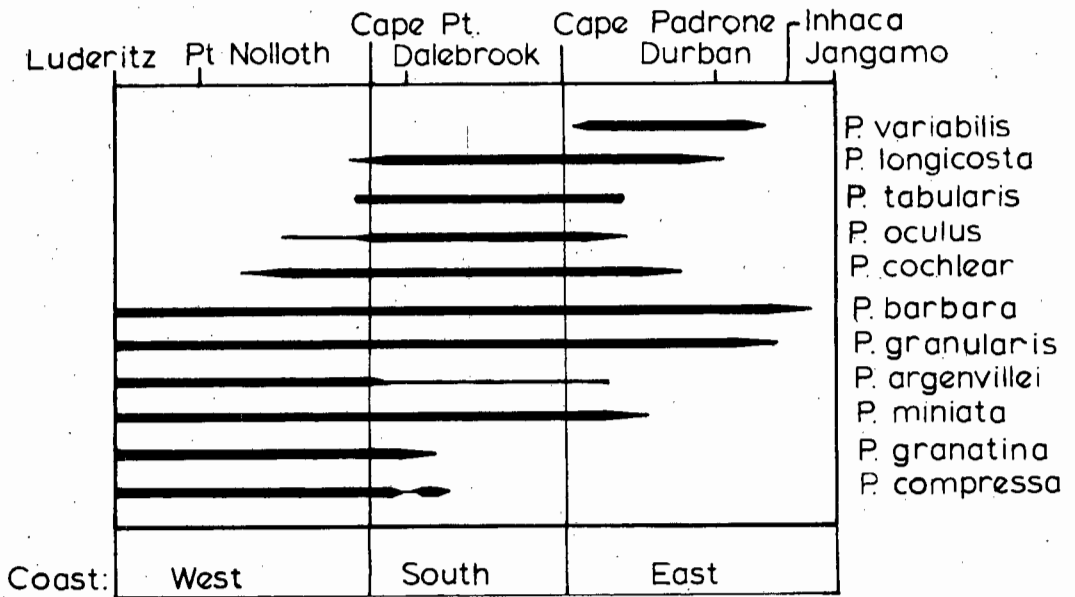 Cape Pt. Cape Padrone Inhaca
Luderitz Pt Nolloth Dalebrook Durban Jangamo
P. variabilis
P. longicosta
P. tabularis
P. oculus
P. cochlear
P. barbara
P. granularis
P. argenvillei
P. miniata
P. granatina
P. compressa
Coast: West South East